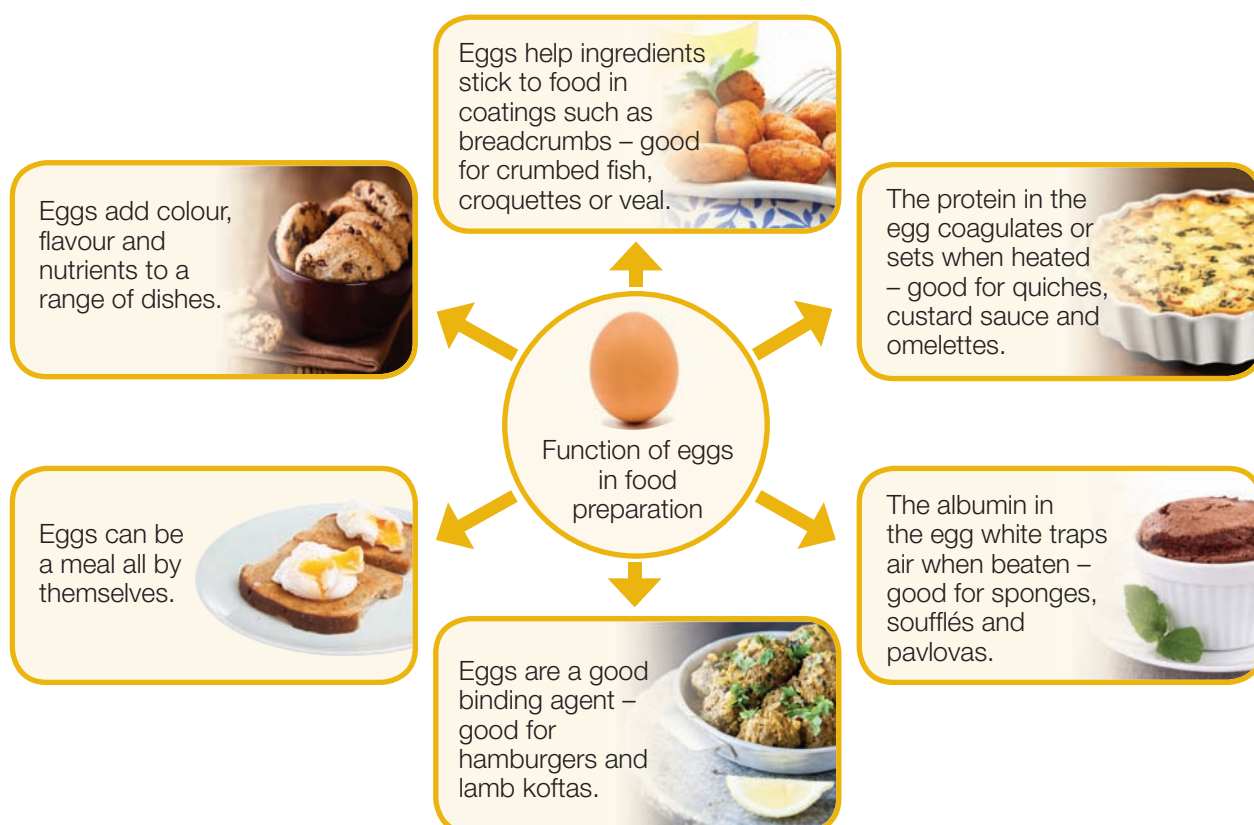 Eggs help ingredients
stick to food in
coatings such as
breadcrumbs – good
for crumbed fish,
croquettes or veal.
Eggs add colour,
flavour and
nutrients to a
range of dishes.
The protein in the
egg coagulates or
sets when heated
– good for quiches,
custard sauce and
omelettes.
Function of eggs
in food
preparation
Eggs can be
a meal all by
themselves.
The albumin in
the egg white traps
air when beaten –
good for sponges,
soufflés and
pavlovas.
Eggs are a good
binding agent –
good for
hamburgers and
lamb koftas.